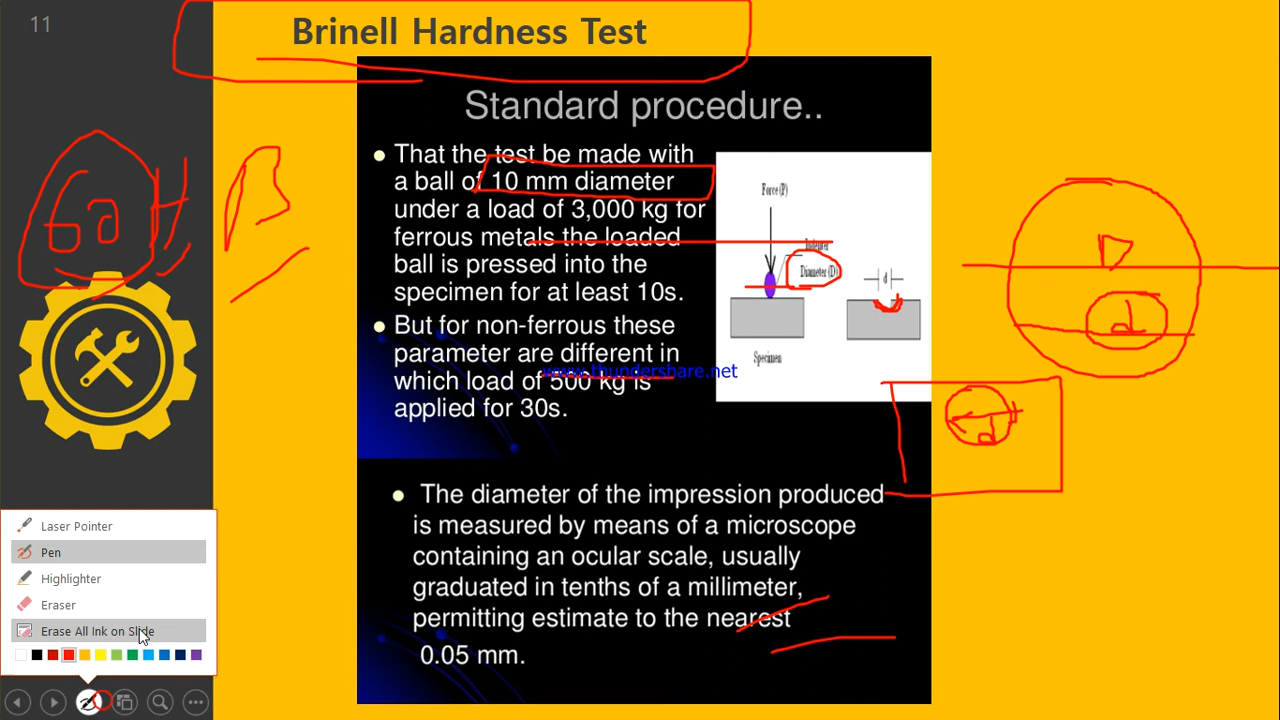 11
Brinell Hardness Test
Standard procedure..
That the test be made with
a ball of 10 mm diameter
under a load of 3,000 kg for
ferrous metals the loaded
ball is pressed into the
specimen for at least 10s.
But for non-ferrous these
parameter are different in
which load of 500 kg is
applied for 30s.
www.thundershare.net
Force (P)
Indenter
Diameter (D)
d
Specimen
D
d
d
60 H B
The diameter of the impression produced
is measured by means of a microscope
containing an ocular scale, usually
graduated in tenths of a millimeter,
permitting estimate to the nearest
0.05 mm.
Laser Pointer
Pen
Highlighter
Eraser
Erase All Ink on Slide